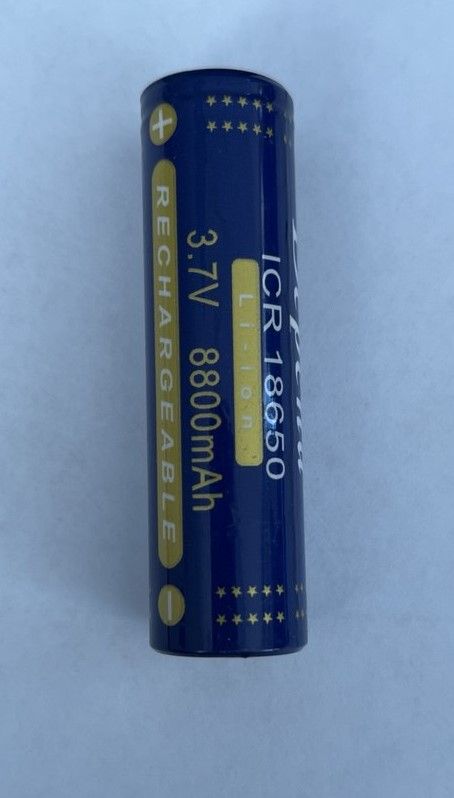 +
RECHARGEABLE
-
3.7V 8800mAh
Li-ion
ICR 18650